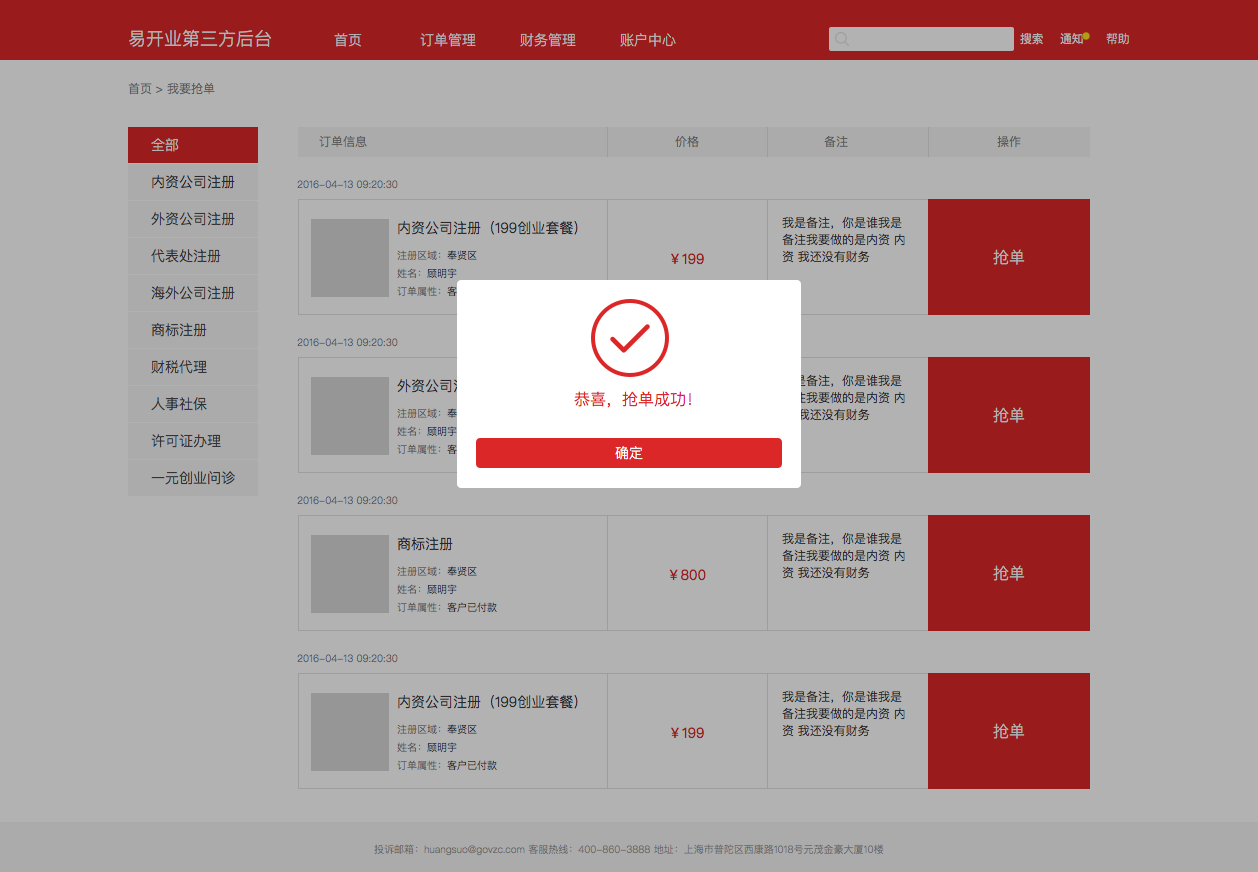 易开业第三方后台 首页 订单管理 财务管理 账户中心 搜索 通知 帮助
首页 > 我要抢单
全部
内资公司注册
外资公司注册
代表处注册
海外公司注册
商标注册
财税代理
人事社保
许可证办理
一元创业问诊
订单信息 价格 备注 操作
2016-04-13 09:20:30
内资公司注册（199创业套餐）
注册区域：奉贤区
姓名：顾明宇
订单属性：客
¥199
我是备注，你是谁我是
备注我要做的是内资 内
资 我还没有财务
抢单
2016-04-13 09:20:30
外资公司
注册区域：奉
姓名：顾明宇
订单属性：客
是备注，你是谁我是
注我要做的是内资 内
我还没有财务
抢单
恭喜，抢单成功！
确定
2016-04-13 09:20:30
商标注册
注册区域：奉贤区
姓名：顾明宇
订单属性：客户已付款
¥800
我是备注，你是谁我是
备注我要做的是内资 内
资 我还没有财务
抢单
2016-04-13 09:20:30
内资公司注册（199创业套餐）
注册区域：奉贤区
姓名：顾明宇
订单属性：客户已付款
¥199
我是备注，你是谁我是
备注我要做的是内资 内
资 我还没有财务
抢单
投诉邮箱：huangsuo@govzc.com 客服热线：400-860-3888 地址：上海市普陀区西康路1018号元茂金豪大厦10楼